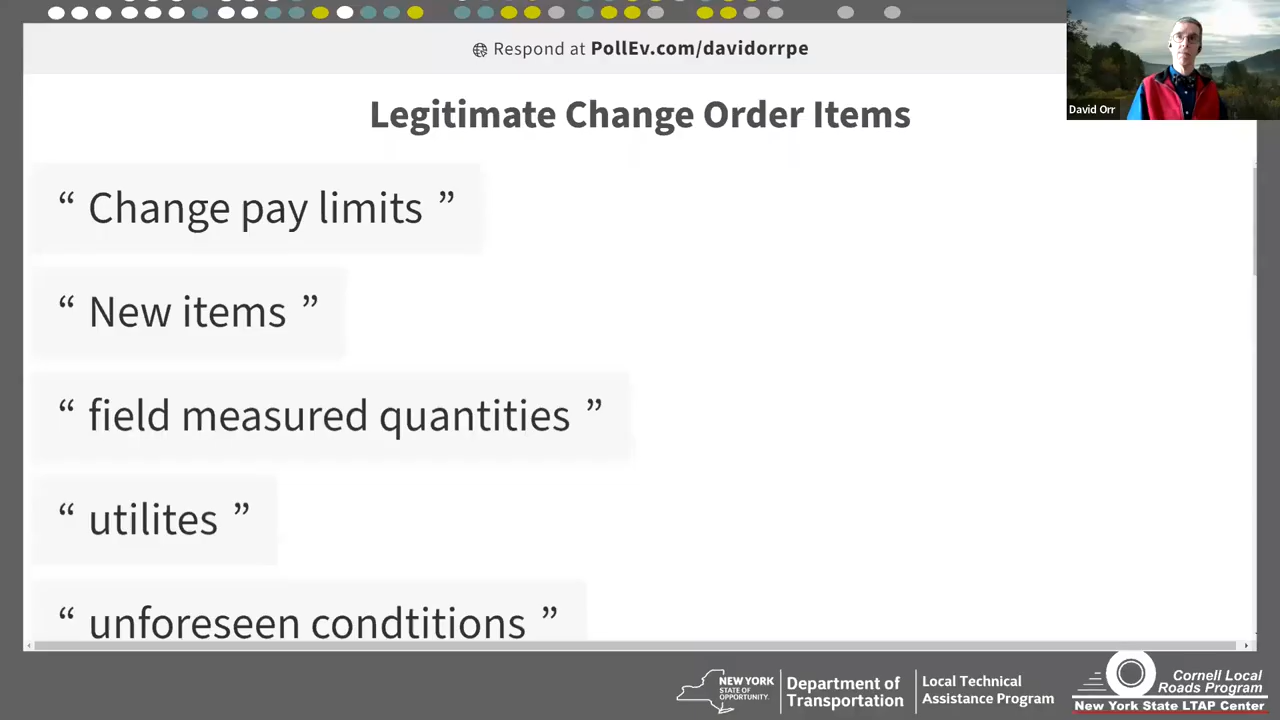 Respond at PollEv.com/davidorrpe
David Orr
Legitimate Change Order Items
“ Change pay limits ”
“ New items ”
“ field measured quantities ”
“ utilites ”
“ unforeseen condtitions ”
NEW YORK
STATE OF
OPPORTUNITY.
Department of
Transportation
Local Technical
Assistance Program
Cornell Local
Roads Program
New York State LTAP Center